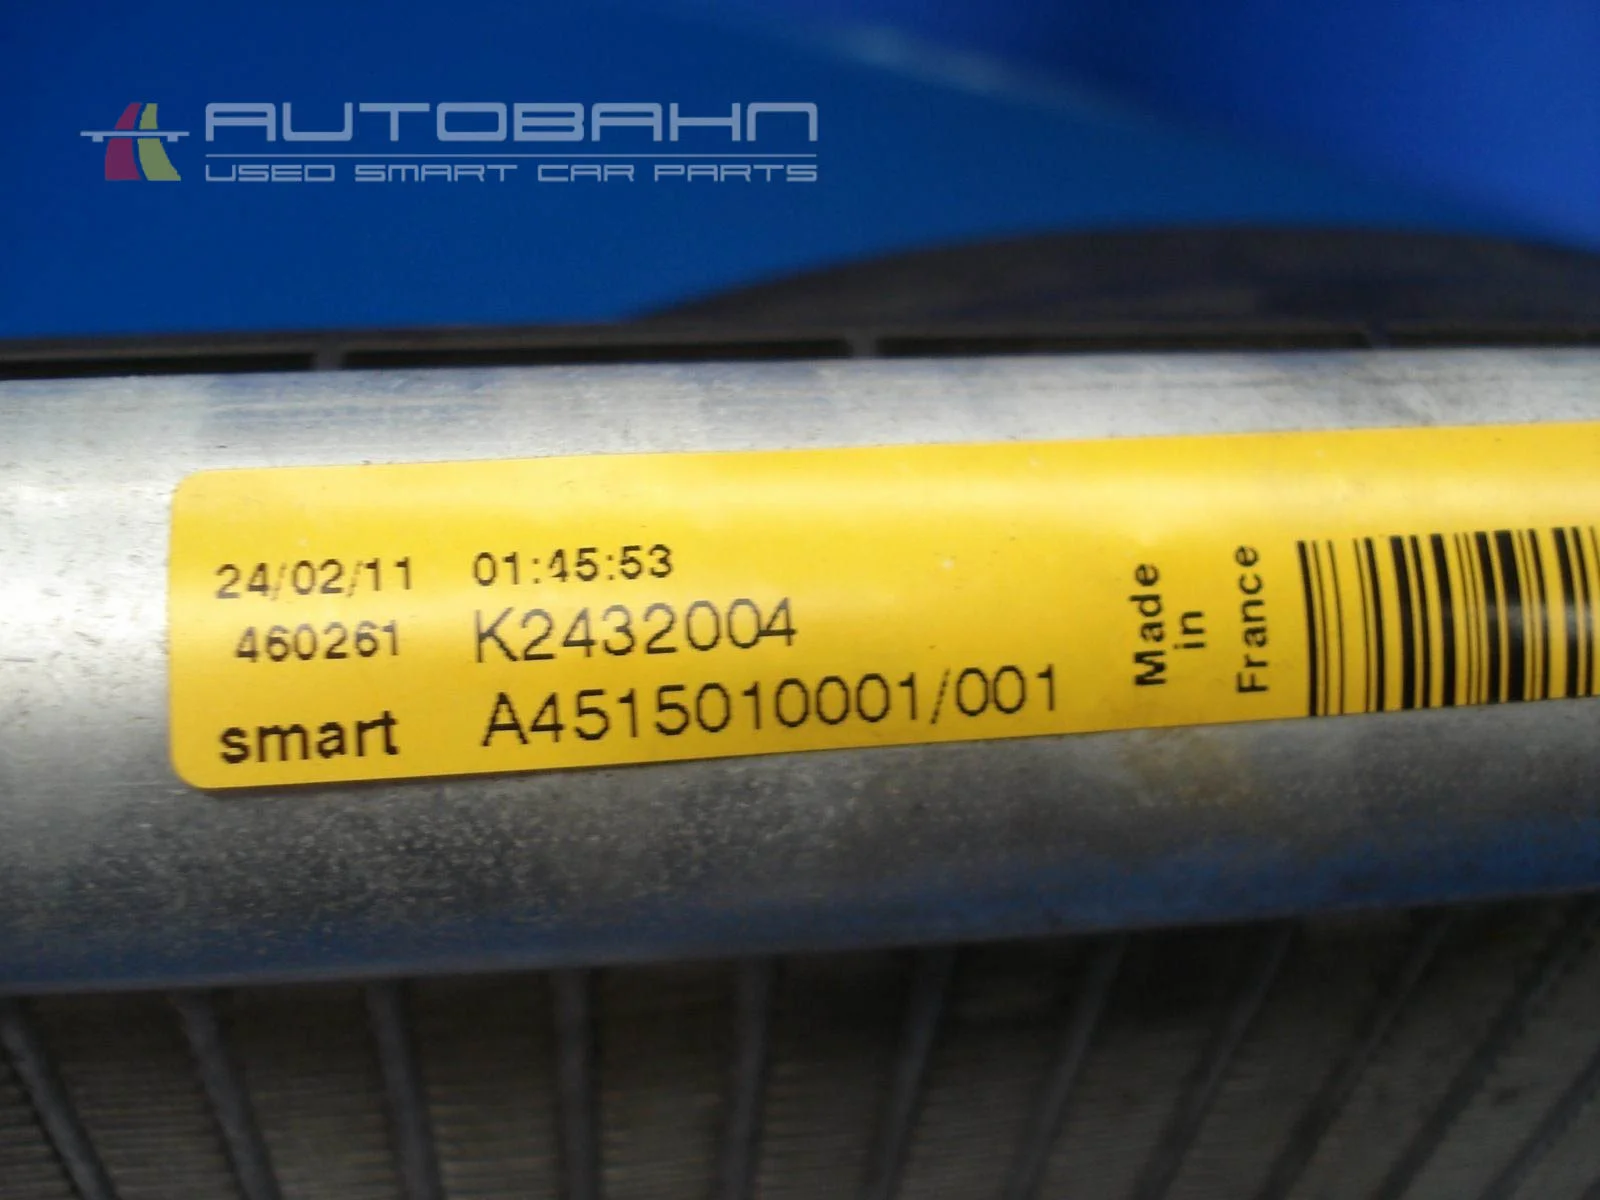 AUTOBAHN
USED SMART CAR PARTS
24/02/11 01:45:53
460261 K2432004
smart A4515010001/001
Made
in
France